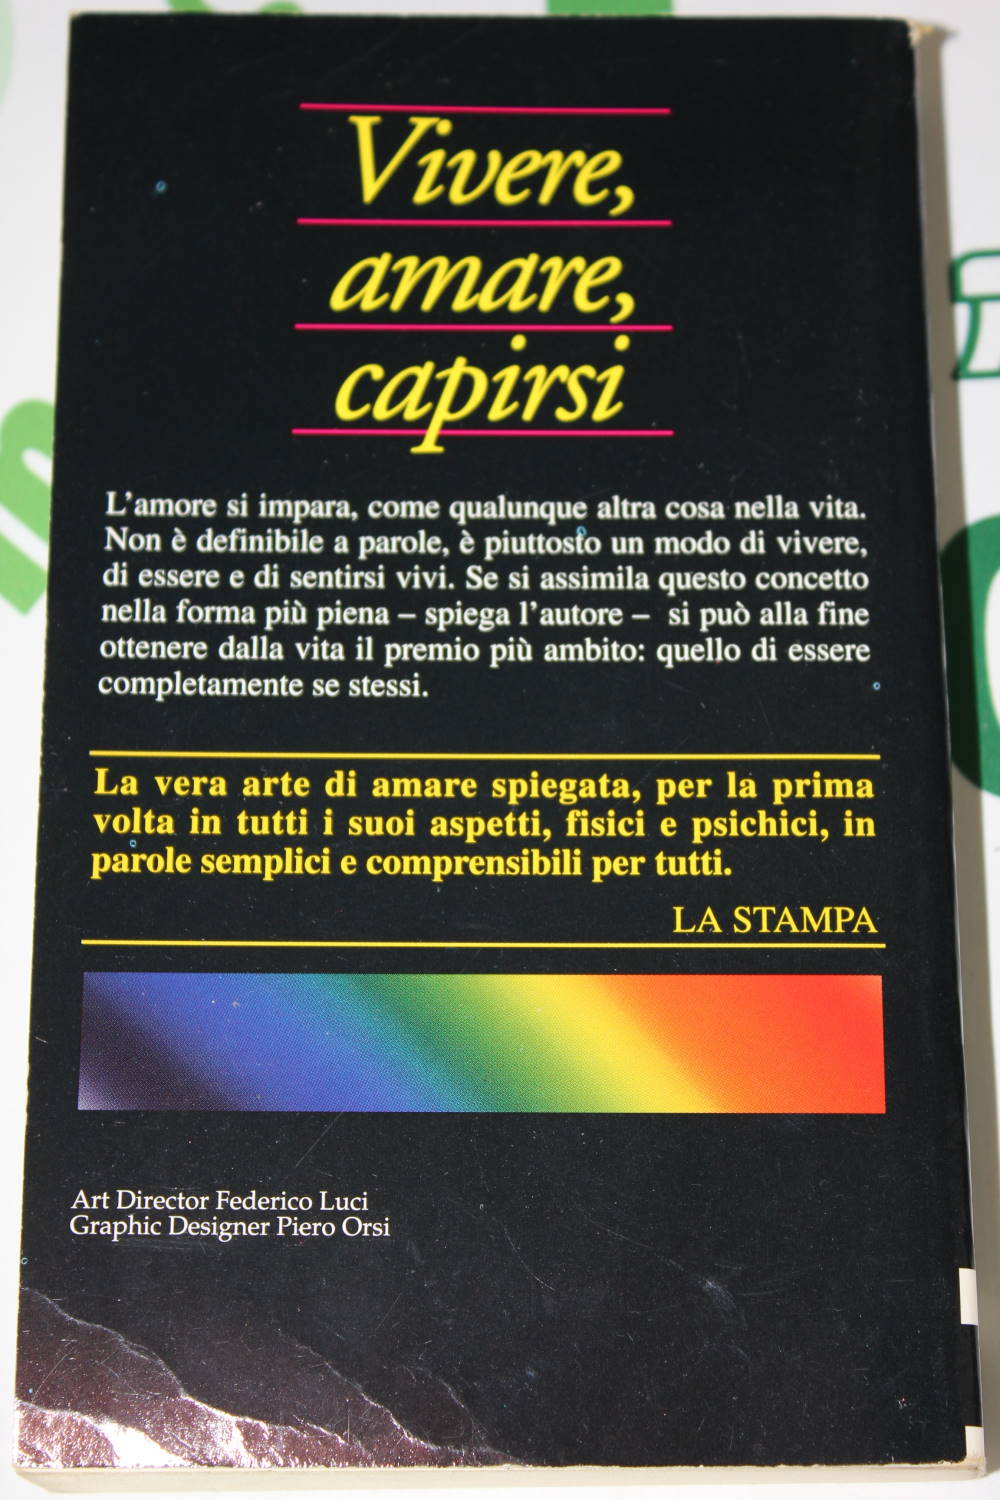 Vivere,
amare,
capirsi
L'amore si impara, come qualunque altra cosa nella vita.
Non è definibile a parole, è piuttosto un modo di vivere,
di essere e di sentirsi vivi. Se si assimila questo concetto
nella forma più piena – spiega l'autore – si può alla fine
ottenere dalla vita il premio più ambito: quello di essere
completamente se stessi.
La vera arte di amare spiegata, per la prima
volta in tutti i suoi aspetti, fisici e psichici, in
parole semplici e comprensibili per tutti.
LA STAMPA
Art Director Federico Luci
Graphic Designer Piero Orsi